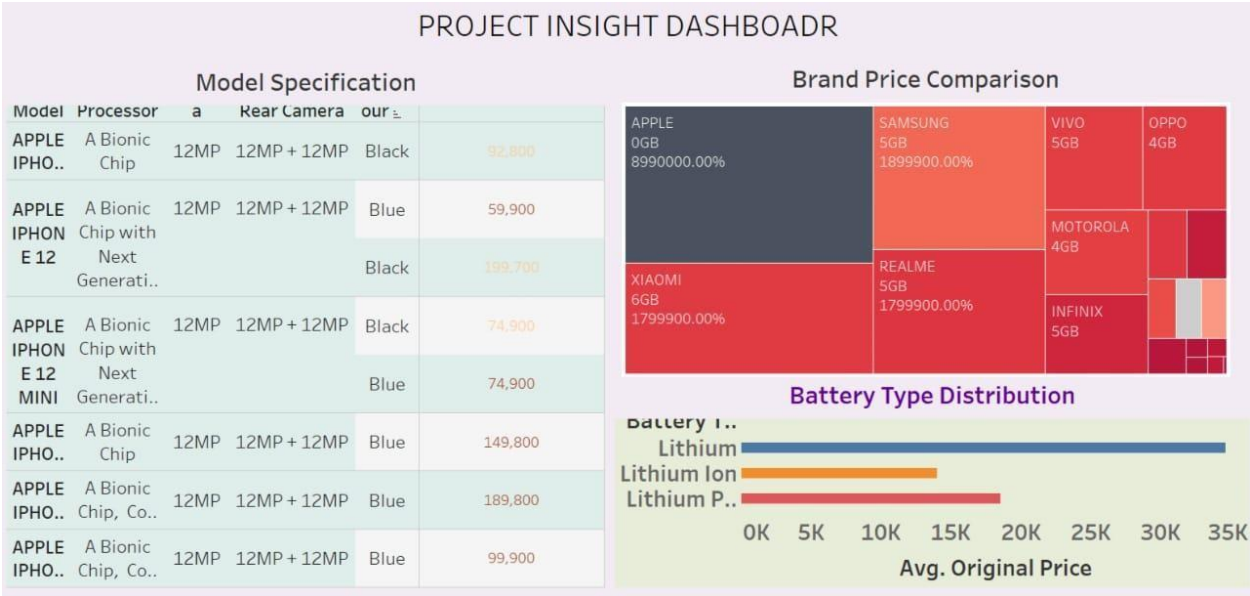 PROJECT INSIGHT DASHBOADR
Model Specification
Model Processor a Rear Camera our
APPLE IPHO.. A Bionic Chip 12MP 12MP + 12MP Black 92,800
APPLE IPHON E 12 A Bionic Chip with Next Generati.. 12MP 12MP + 12MP Blue 59,900
Black 199,700
APPLE IPHON E 12 MINI A Bionic Chip with Next Generati.. 12MP 12MP + 12MP Black 74,900
Blue 74,900
APPLE IPHO.. A Bionic Chip 12MP 12MP + 12MP Blue 149,800
APPLE IPHO.. A Bionic Chip, Co.. 12MP 12MP + 12MP Blue 189,800
APPLE IPHO.. A Bionic Chip, Co.. 12MP 12MP + 12MP Blue 99,900
Brand Price Comparison
APPLE
0GB
8990000.00%
XIAOMI
6GB
1799900.00%
SAMSUNG
5GB
1899900.00%
REALME
5GB
1799900.00%
VIVO
5GB
OPPO
4GB
MOTOROLA
4GB
INFINIX
5GB
Battery Type Distribution
Battery T..
Lithium
Lithium Ion
Lithium P..
0K 5K 10K 15K 20K 25K 30K 35K
Avg. Original Price